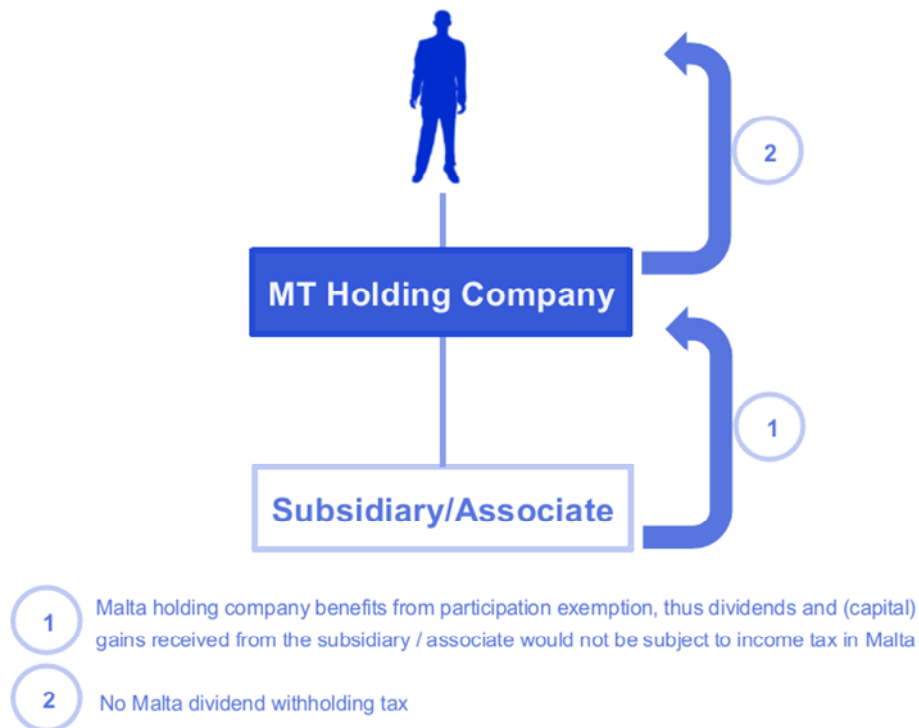 2
MT Holding Company
1
Subsidiary/Associate
1
Malta holding company benefits from participation exemption, thus dividends and (capital)
gains received from the subsidiary / associate would not be subject to income tax in Malta
2
No Malta dividend withholding tax